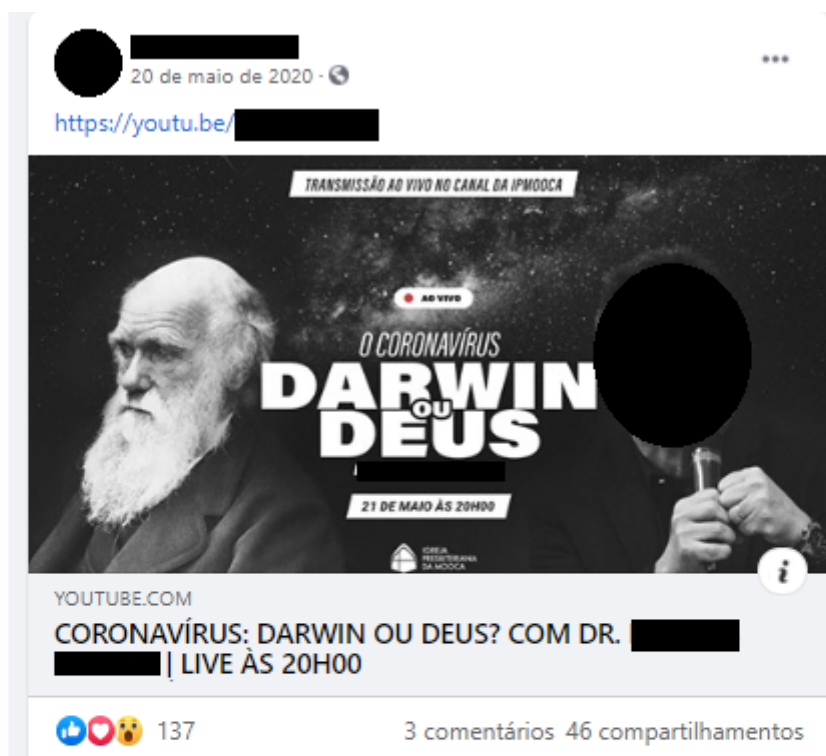 20 de maio de 2020 ·
https://youtu.be/
TRANSMISSÃO AO VIVO NO CANAL DA IPMOOCA
AO VIVO
O CORONAVÍRUS
DARWIN
OU
DEUS
21 DE MAIO ÀS 20H00
IGREJA
PRESBITERIANA
DA MOOCA
YOUTUBE.COM
CORONAVÍRUS: DARWIN OU DEUS? COM DR.
| LIVE ÀS 20H00
137
3 comentários 46 compartilhamentos